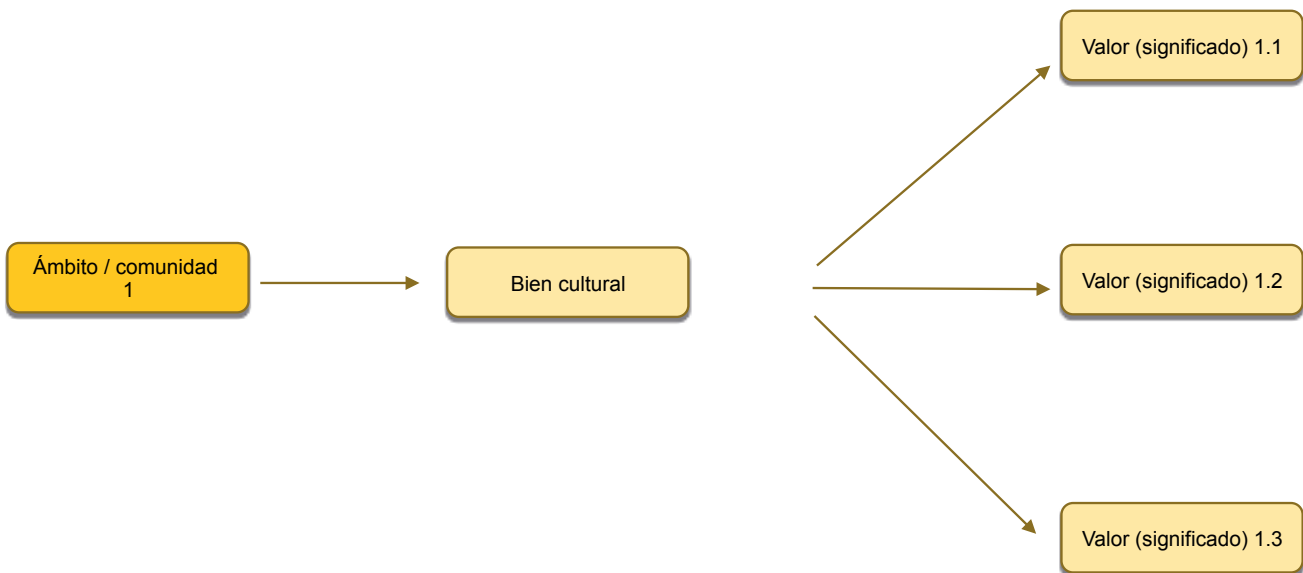 Valor (significado) 1.1
Ámbito / comunidad
1
Bien cultural
Valor (significado) 1.2
Valor (significado) 1.3